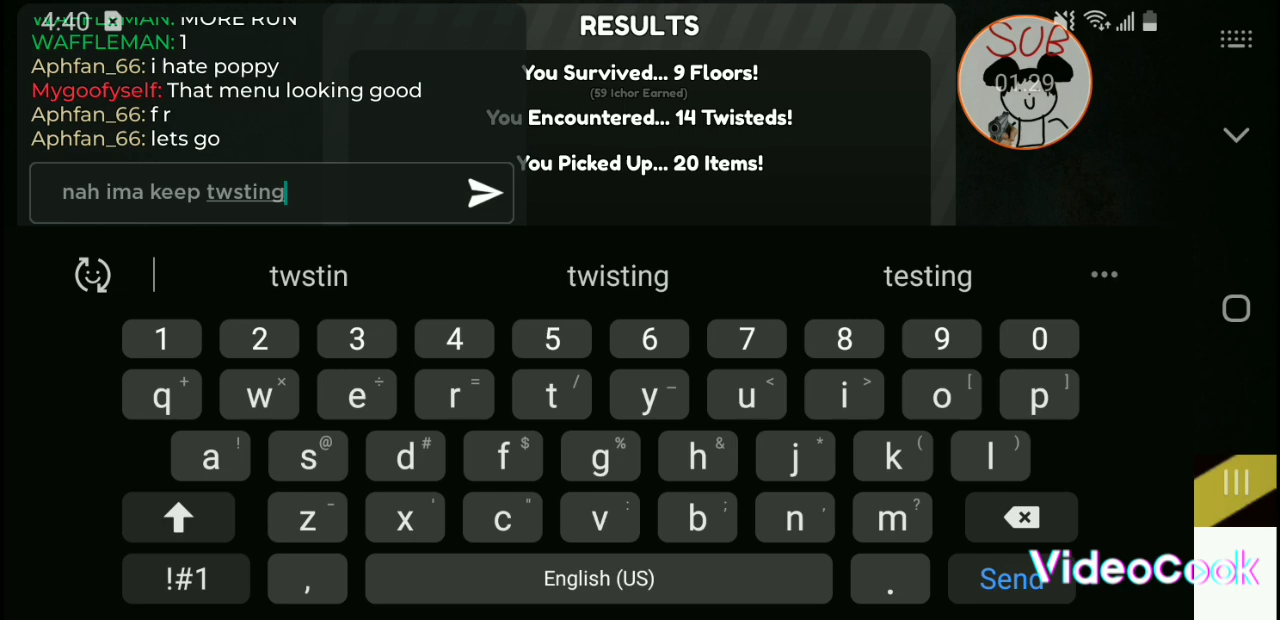 4:40
WAFFLEMAN: MORE RUN
WAFFLEMAN: 1
Aphfan_66: i hate poppy
Mygoofyself: That menu looking good
Aphfan_66: f r
Aphfan_66: lets go
nah ima keep twsting
RESULTS
You Survived... 9 Floors!
(59 Ichor Earned)
You Encountered... 14 Twisteds!
You Picked Up... 20 Items!
SUB
01:29
twstin twisting testing •••
1 2 3 4 5 6 7 8 9 0
q + w × e ÷ r = t / y _ u < i > o [ p ]
a ! s @ d # f $ g % h & j * k ( l )
z - x ' c " v : b ; n , m ?
!#1 , English (US) . Send
VideoCook